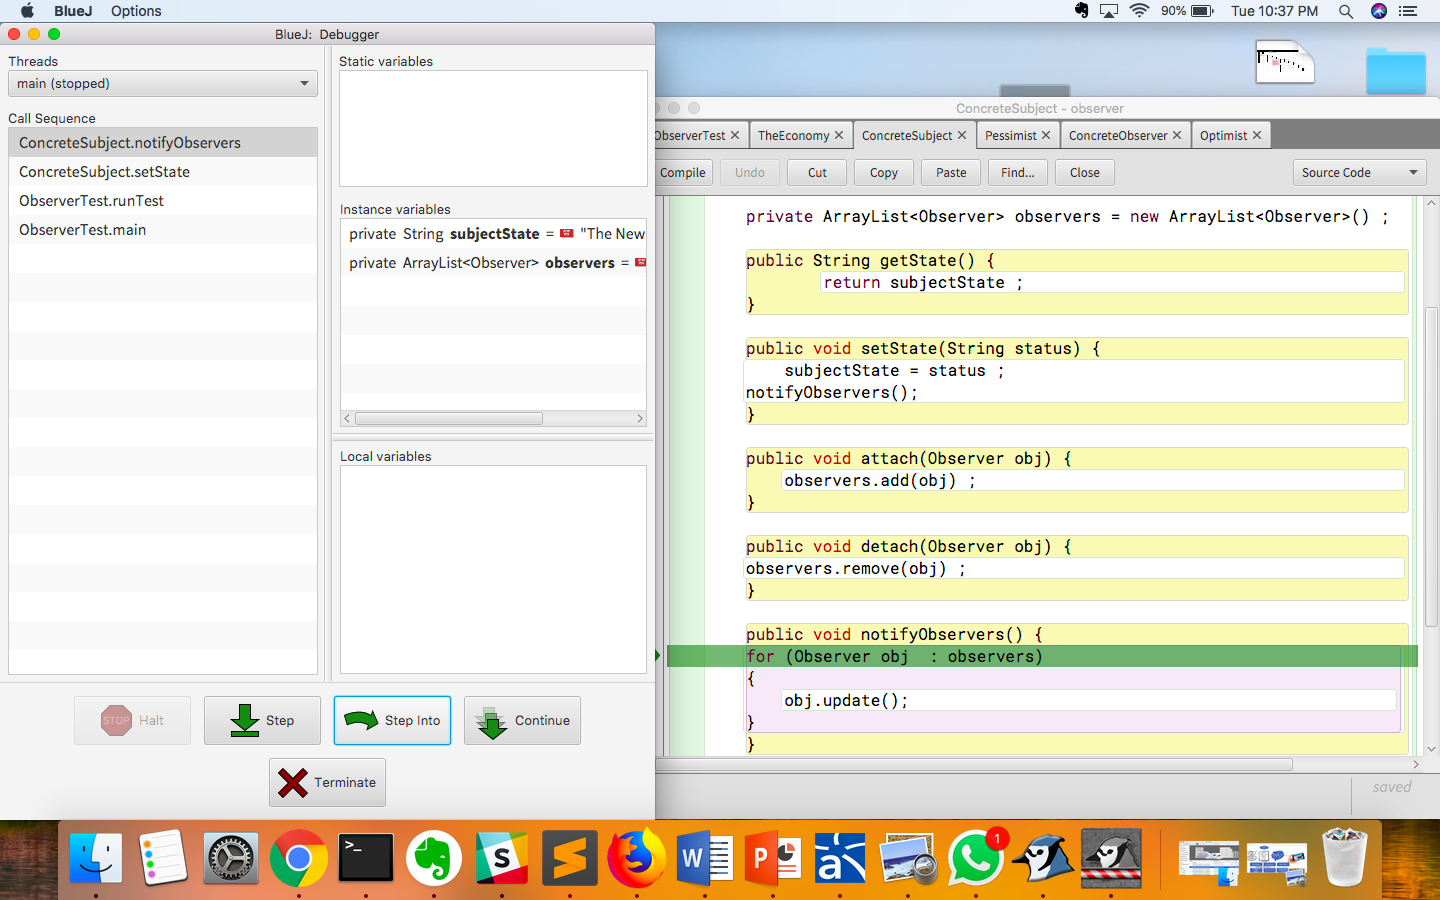 BlueJ Options
90% Tue 10:37 PM
BlueJ: Debugger
Threads
main (stopped)
Call Sequence
ConcreteSubject.notifyObservers
ConcreteSubject.setState
ObserverTest.runTest
ObserverTest.main
Static variables
Instance variables
private String subjectState = "The New
private ArrayList<Observer> observers =
Local variables
STOP Halt
Step
Step Into
Continue
Terminate
ConcreteSubject - observer
ObserverTest TheEconomy ConcreteSubject Pessimist ConcreteObserver Optimist
Compile Undo Cut Copy Paste Find... Close Source Code
private ArrayList<Observer> observers = new ArrayList<Observer>() ;
public String getState() {
return subjectState ;
}
public void setState(String status) {
subjectState = status ;
notifyObservers();
}
public void attach(Observer obj) {
observers.add(obj) ;
}
public void detach(Observer obj) {
observers.remove(obj) ;
}
public void notifyObservers() {
for (Observer obj : observers)
{
obj.update();
}
}
saved
>_ S S W P 1